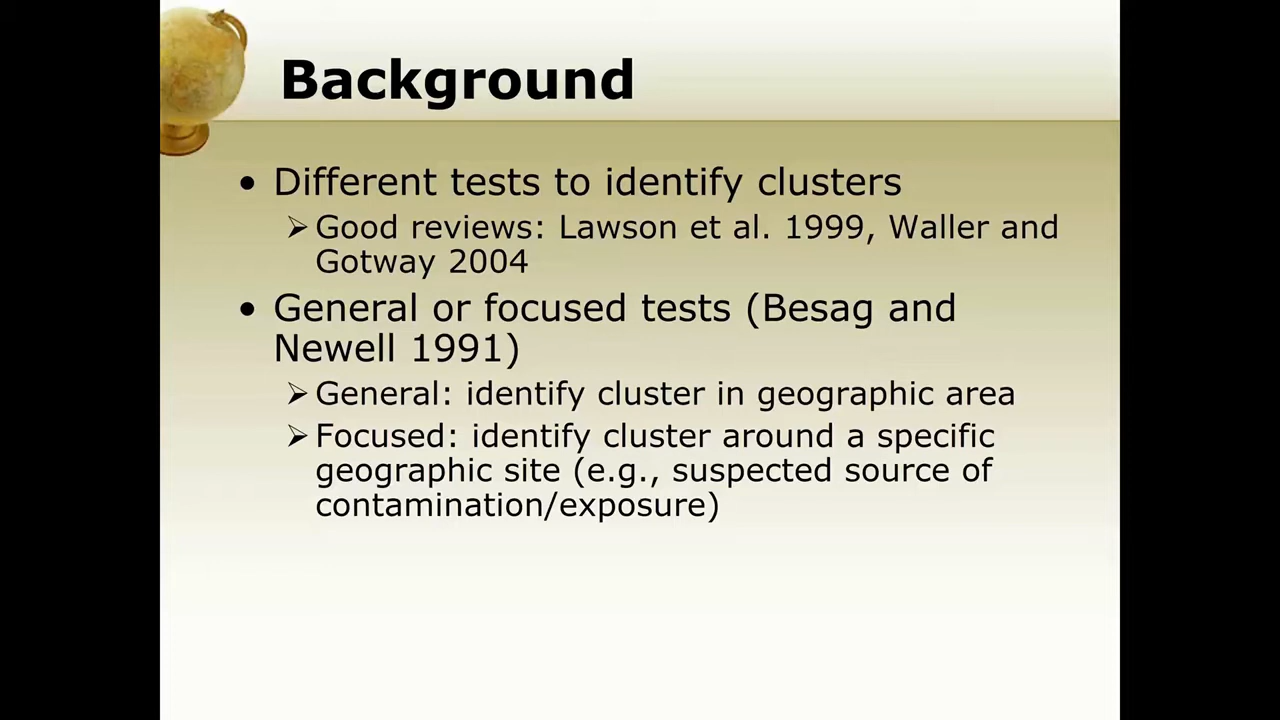 Background
• Different tests to identify clusters
➢ Good reviews: Lawson et al. 1999, Waller and
Gotway 2004
• General or focused tests (Besag and
Newell 1991)
➢ General: identify cluster in geographic area
➢ Focused: identify cluster around a specific
geographic site (e.g., suspected source of
contamination/exposure)